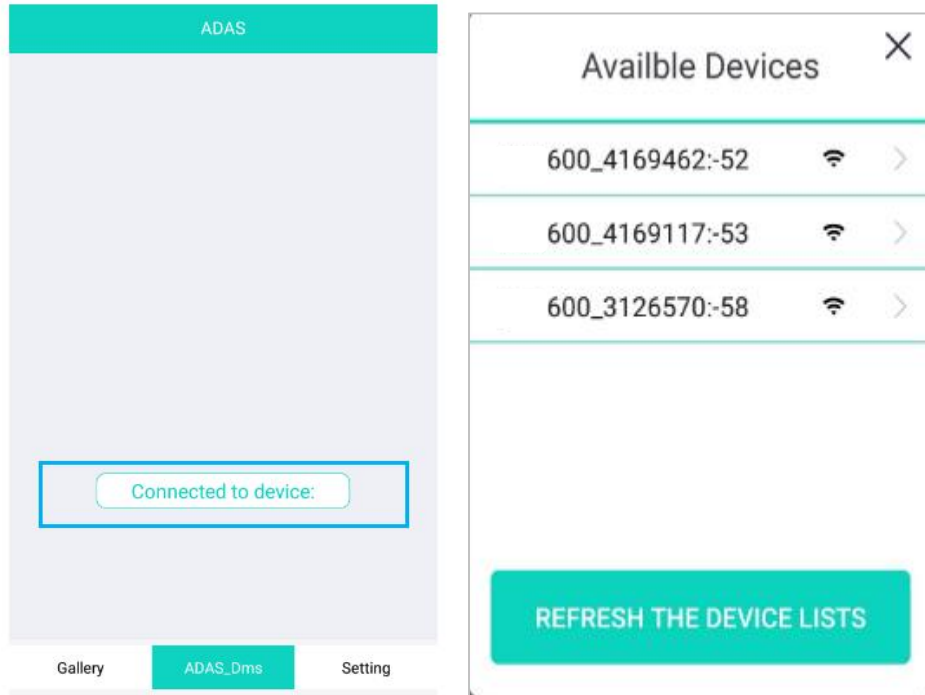 ADAS
Connected to device:
Gallery
ADAS_Dms
Setting
Availble Devices
600_4169462:-52
600_4169117:-53
600_3126570:-58
REFRESH THE DEVICE LISTS